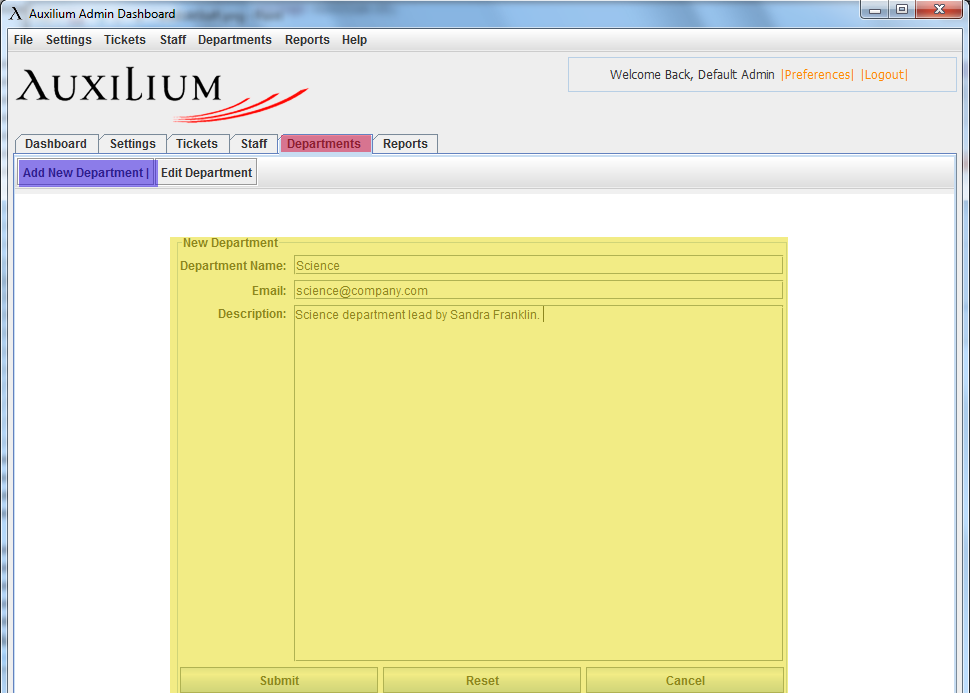 Auxilium Admin Dashboard
File Settings Tickets Staff Departments Reports Help
AUXILIUM
Welcome Back, Default Admin |Preferences| |Logout|
Dashboard Settings Tickets Staff Departments Reports
Add New Department | Edit Department
New Department
Department Name: Science
Email: science@company.com
Description: Science department lead by Sandra Franklin.
Submit Reset Cancel